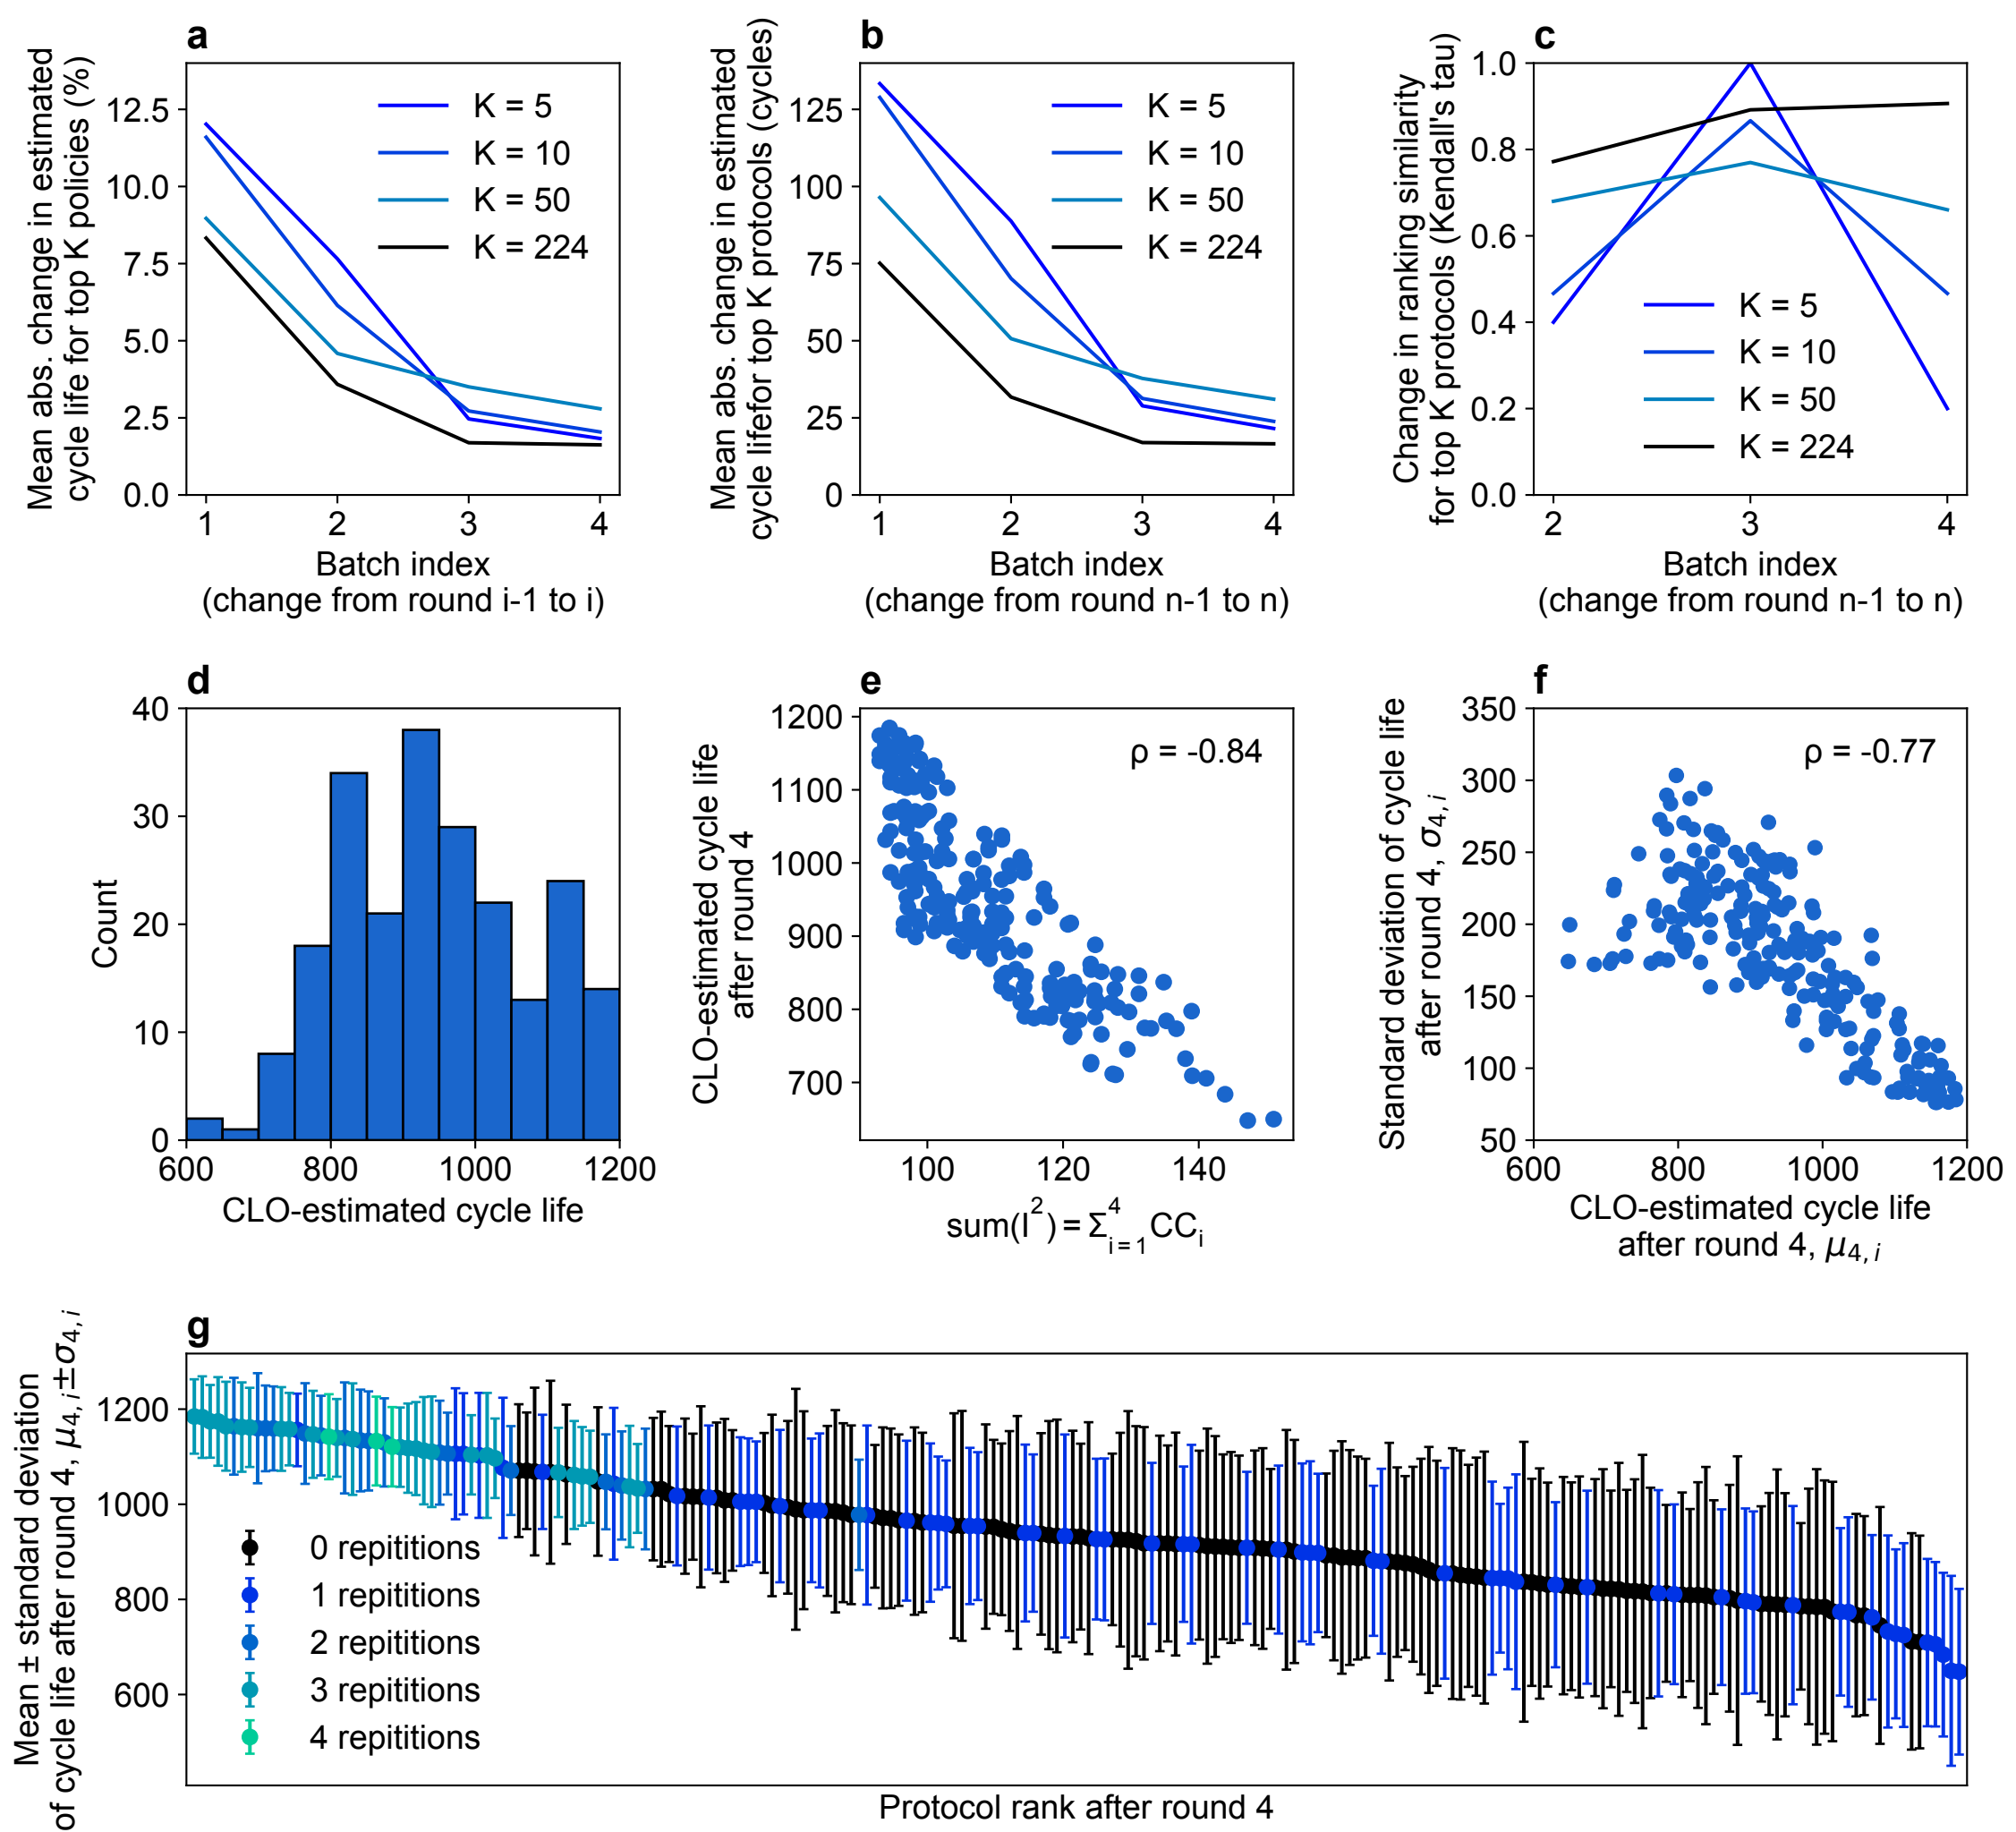 a
Mean abs. change in estimated
cycle life for top K policies (%)
12.5
10.0
7.5
5.0
2.5
0.0
K = 5
K = 10
K = 50
K = 224
1 2 3 4
Batch index
(change from round i-1 to i)
b
Mean abs. change in estimated
cycle lifefor top K protocols (cycles)
125
100
75
50
25
0
K = 5
K = 10
K = 50
K = 224
1 2 3 4
Batch index
(change from round n-1 to n)
c
Change in ranking similarity
for top K protocols (Kendall's tau)
1.0
0.8
0.6
0.4
0.2
0.0
K = 5
K = 10
K = 50
K = 224
2 3 4
Batch index
(change from round n-1 to n)
d
Count
40
30
20
10
0
600 800 1000 1200
CLO-estimated cycle life
e
CLO-estimated cycle life
after round 4
1200
1100
1000
900
800
700
ρ = -0.84
100 120 140
sum(I²) = Σ⁴ᵢ₌₁CCᵢ
f
Standard deviation of cycle life
after round 4, σ₄,ᵢ
350
300
250
200
150
100
50
ρ = -0.77
600 800 1000 1200
CLO-estimated cycle life
after round 4, μ₄,ᵢ
g
Mean ± standard deviation
of cycle life after round 4, μ₄,ᵢ±σ₄,ᵢ
1200
1000
800
600
0 repititions
1 repititions
2 repititions
3 repititions
4 repititions
Protocol rank after round 4